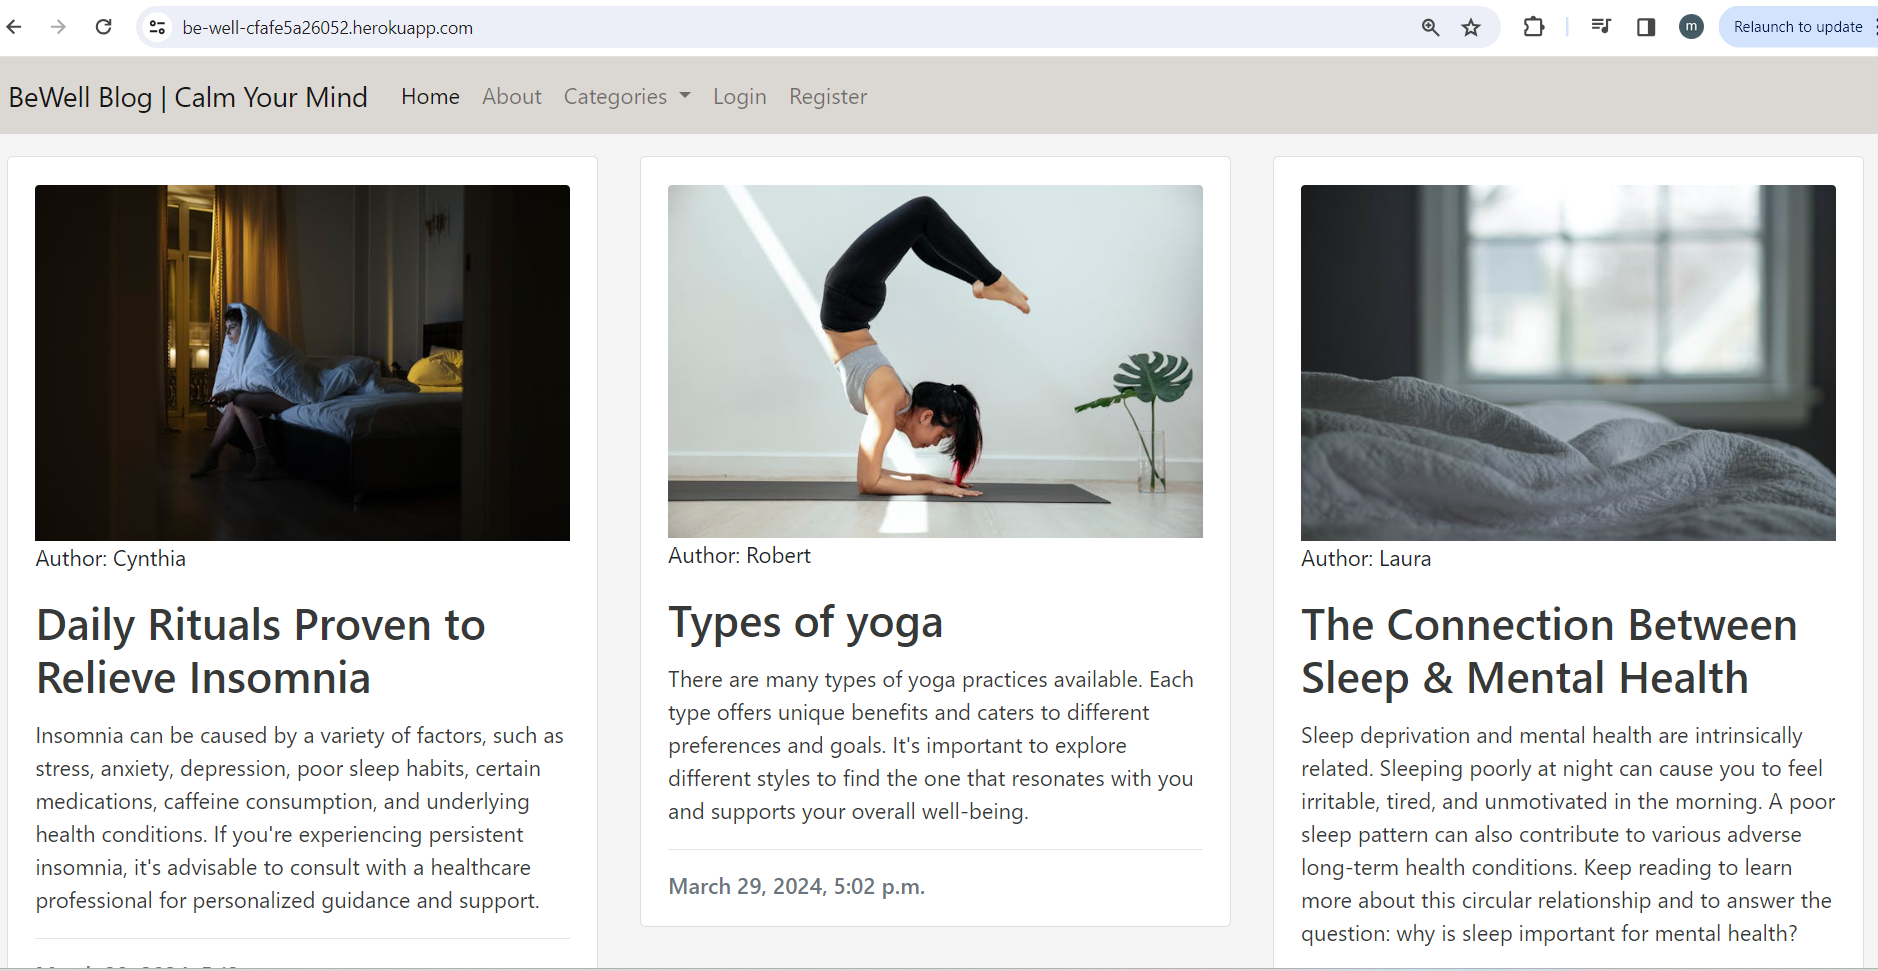 be-well-cfafe5a26052.herokuapp.com
m
Relaunch to update
BeWell Blog | Calm Your Mind Home About Categories Login Register
Author: Cynthia
Daily Rituals Proven to
Relieve Insomnia
Insomnia can be caused by a variety of factors, such as
stress, anxiety, depression, poor sleep habits, certain
medications, caffeine consumption, and underlying
health conditions. If you're experiencing persistent
insomnia, it's advisable to consult with a healthcare
professional for personalized guidance and support.
Author: Robert
Types of yoga
There are many types of yoga practices available. Each
type offers unique benefits and caters to different
preferences and goals. It's important to explore
different styles to find the one that resonates with you
and supports your overall well-being.
March 29, 2024, 5:02 p.m.
Author: Laura
The Connection Between
Sleep & Mental Health
Sleep deprivation and mental health are intrinsically
related. Sleeping poorly at night can cause you to feel
irritable, tired, and unmotivated in the morning. A poor
sleep pattern can also contribute to various adverse
long-term health conditions. Keep reading to learn
more about this circular relationship and to answer the
question: why is sleep important for mental health?